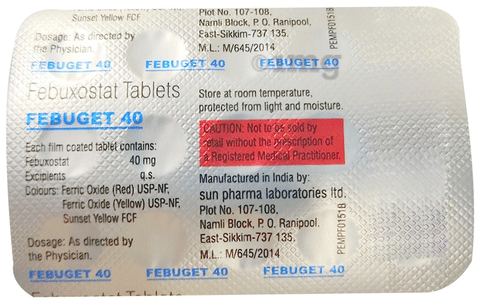 Sunset Yellow FCF
Dosage: As directed by
the Physician.
FEBUGET 40
FEBUGET 40
FEBUGET 40
Plot No. 107-108,
Namli Block, P. O. Ranipool,
East-Sikkim-737 135.
M.L.: M/645/2014
PEMPF0151B
1mg
Febuxostat Tablets
FEBUGET 40
Each film coated tablet contains:
Febuxostat 40 mg
Excipients q.s.
Colours: Ferric Oxide (Red) USP-NF,
Ferric Oxide (Yellow) USP-NF,
Sunset Yellow FCF
Dosage: As directed by
the Physician.
Store at room temperature,
protected from light and moisture.
CAUTION: Not to be sold by
retail without the prescription of
a Registered Medical Practitioner.
Manufactured in India by:
sun pharma laboratories ltd.
Plot No. 107-108,
Namli Block, P. O. Ranipool,
East-Sikkim-737 135.
M.L.: M/645/2014
PEMPF0151B
FEBUGET 40
FEBUGET 40
FEBUGET 40
Febuxostat Tablets